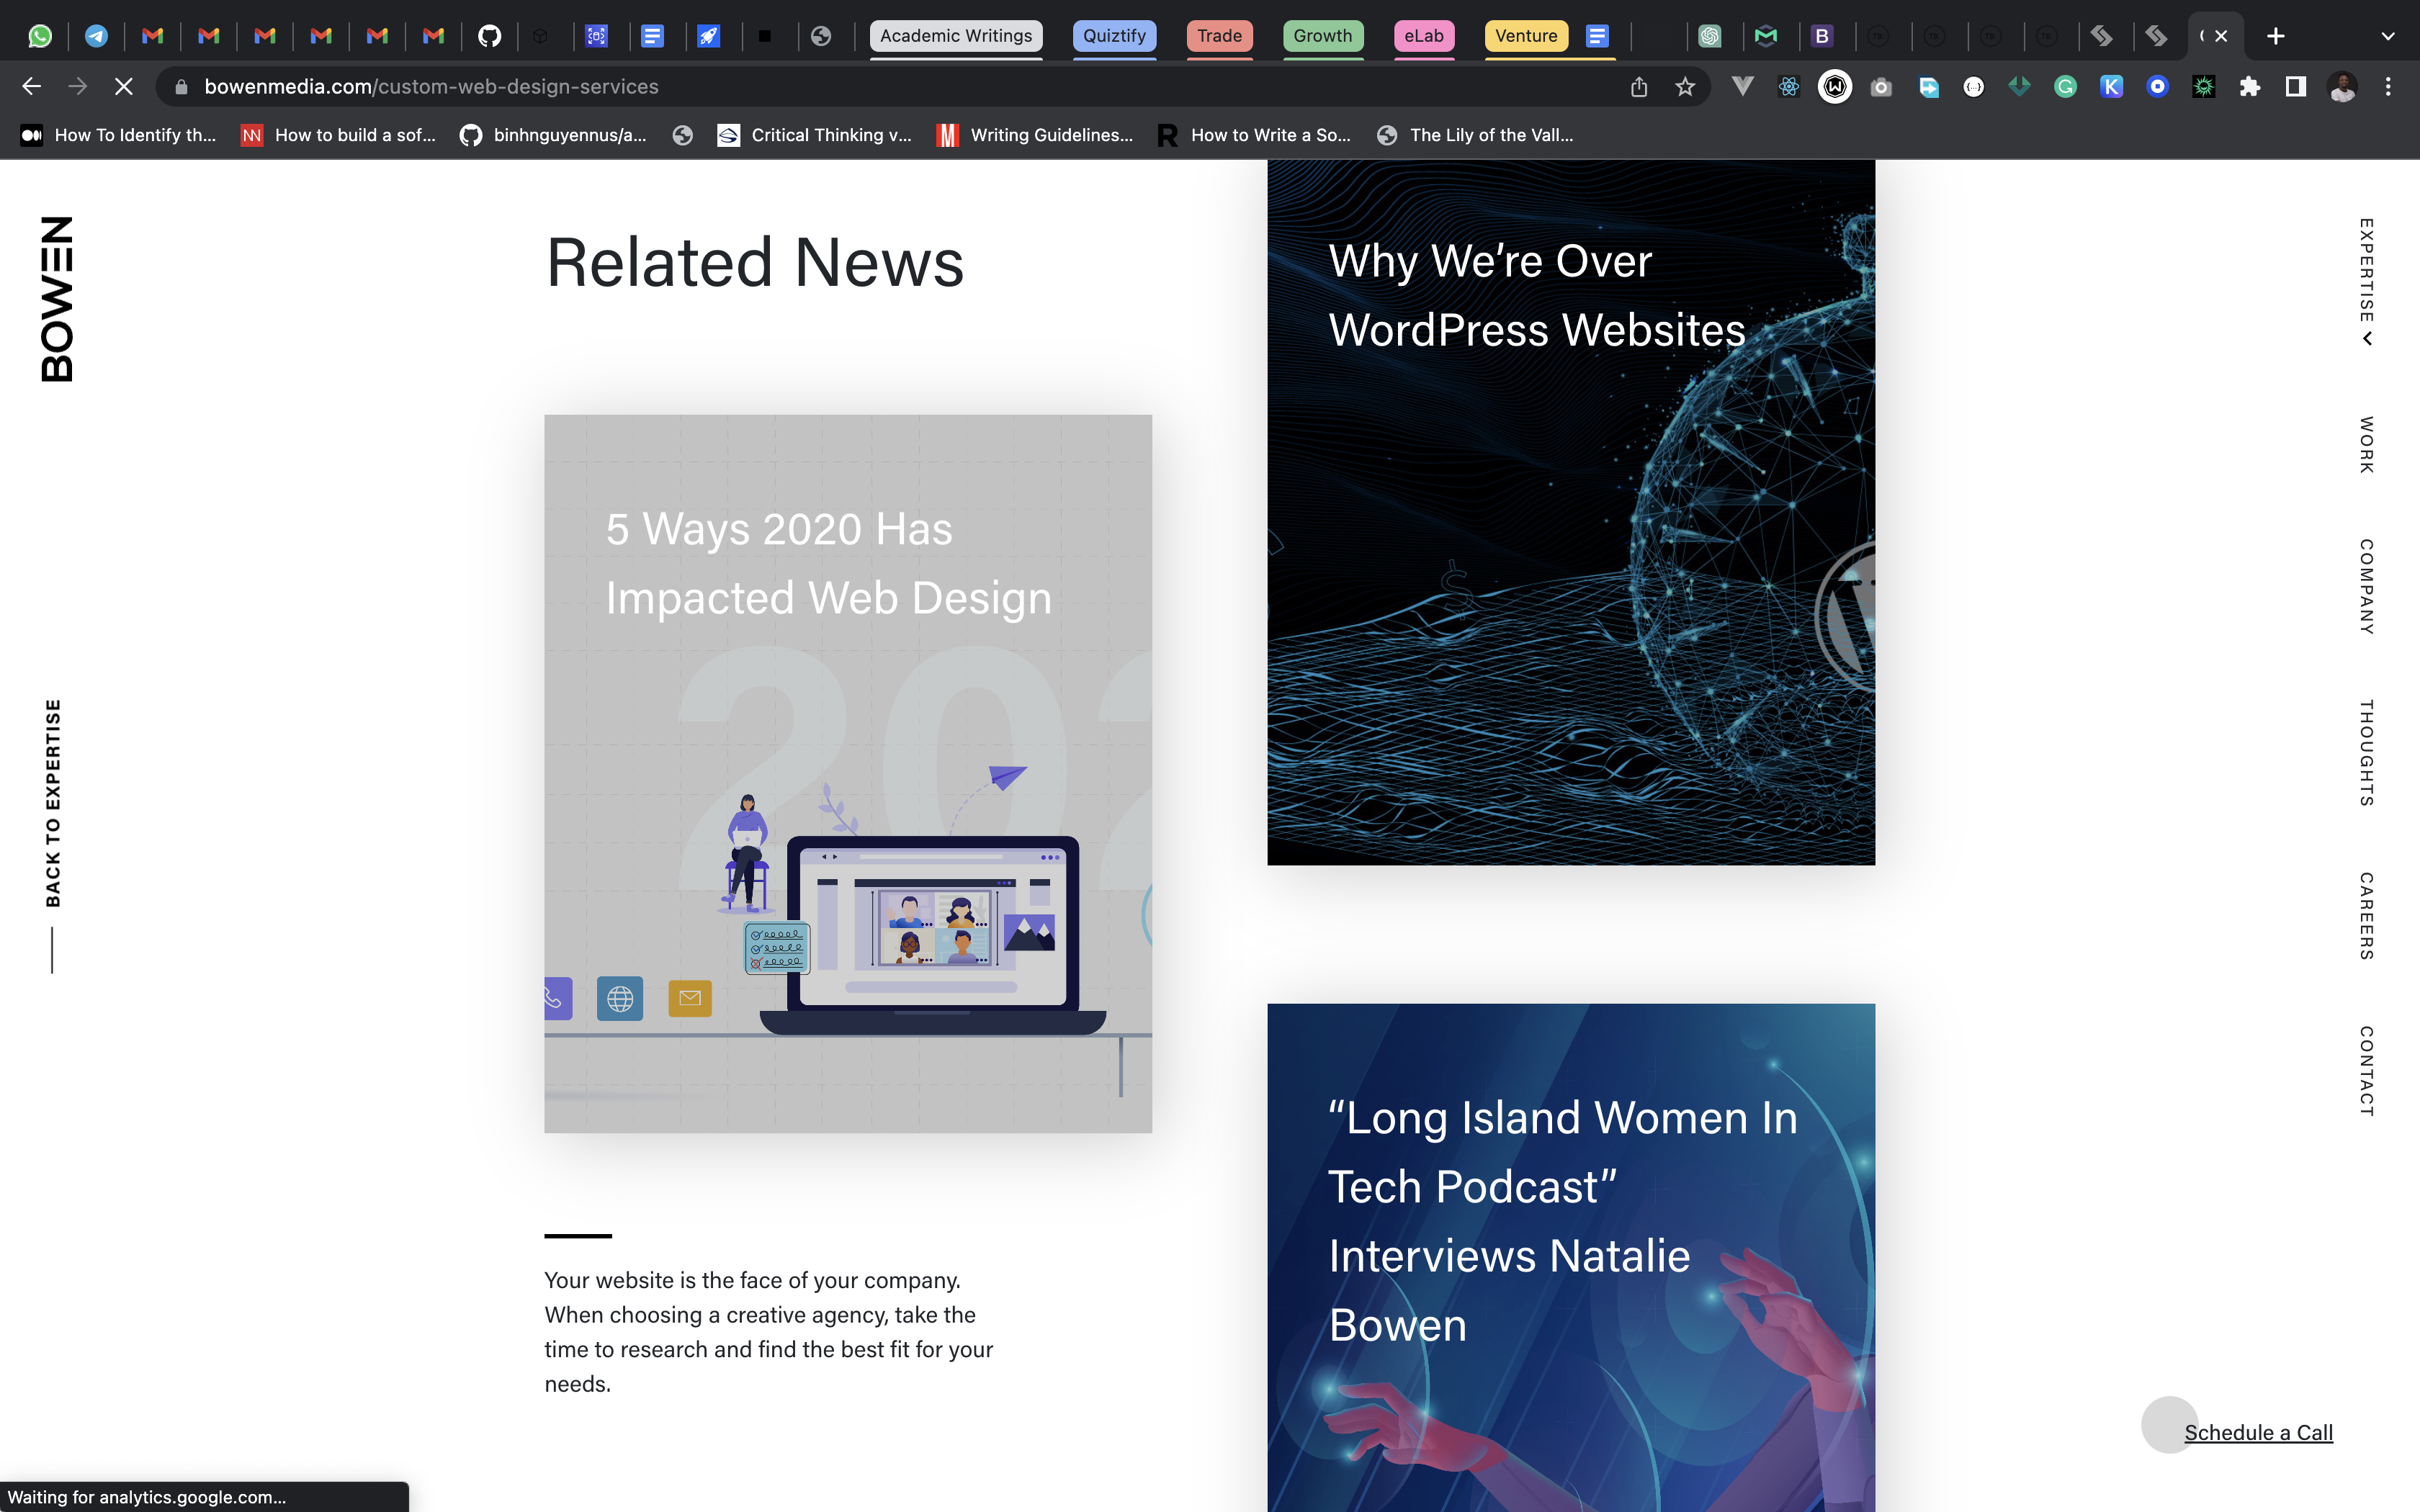 Academic Writings
Quiztify
Trade
Growth
eLab
Venture
B
bowenmedia.com/custom-web-design-services
How To Identify th...
NN
How to build a sof...
binhnguyennus/a...
Critical Thinking v...
M
Writing Guidelines...
R
How to Write a So...
The Lily of the Vall...
BOWEN
BACK TO EXPERTISE
Related News
5 Ways 2020 Has
Impacted Web Design
202
Your website is the face of your company.
When choosing a creative agency, take the
time to research and find the best fit for your
needs.
Why We’re Over
WordPress Websites
“Long Island Women In
Tech Podcast”
Interviews Natalie
Bowen
EXPERTISE
WORK
COMPANY
THOUGHTS
CAREERS
CONTACT
Schedule a Call
Waiting for analytics.google.com...